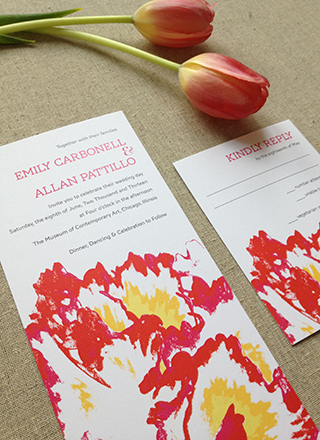 Together with their families
EMILY CARBONELL
&
ALLAN PATTILLO
Invite you to celebrate their wedding day
Saturday, the eighth of June, Two Thousand and Thirteen
at Four o'clock in the afternoon
The Museum of Contemporary Art, Chicago, Illinois
Dinner, Dancing & Celebration to Follow
KINDLY REPLY
by the eighteenth of May
number atten
vegetarian